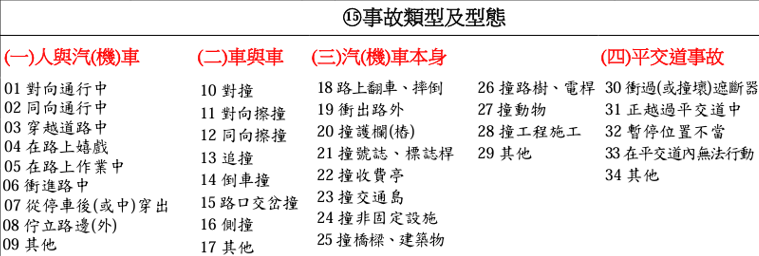 ⑮事故類型及型態
(一)人與汽(機)車
01 對向通行中
02 同向通行中
03 穿越道路中
04 在路上嬉戲
05 在路上作業中
06 衝進路中
07 從停車後(或中)穿出
08 佇立路邊(外)
09 其他
(二)車與車
10 對撞
11 對向擦撞
12 同向擦撞
13 追撞
14 倒車撞
15 路口交岔撞
16 側撞
17 其他
(三)汽(機)車本身
18 路上翻車、摔倒
19 衝出路外
20 撞護欄(樁)
21 撞號誌、標誌桿
22 撞收費亭
23 撞交通島
24 撞非固定設施
25 撞橋樑、建築物
26 撞路樹、電桿
27 撞動物
28 撞工程施工
29 其他
(四)平交道事故
30 衝過(或撞壞)遮斷器
31 正越過平交道中
32 暫停位置不當
33 在平交道內無法行動
34 其他